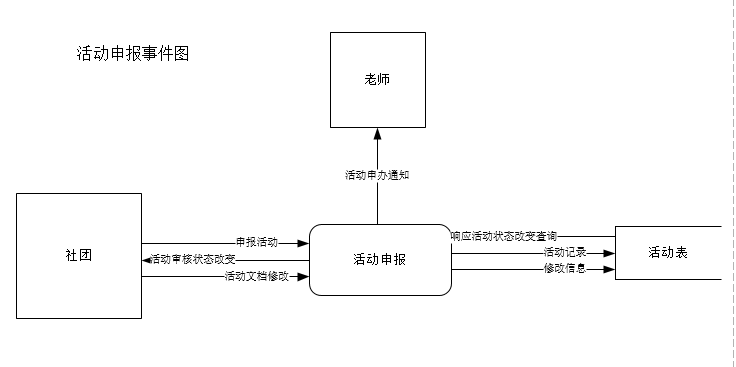 活动申报事件图
老师
活动申办通知
社团
申报活动
活动审核状态改变
活动文档修改
活动申报
响应活动状态改变查询
活动记录
修改信息
活动表